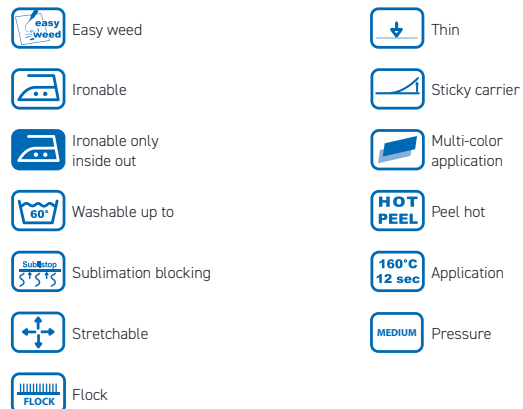 easy
weed
Easy weed
Ironable
Ironable only
inside out
60°
Washable up to
Substop
Sublimation blocking
Stretchable
FLOCK
Flock
Thin
Sticky carrier
Multi-color
application
HOT
PEEL
Peel hot
160°C
12 sec
Application
MEDIUM
Pressure